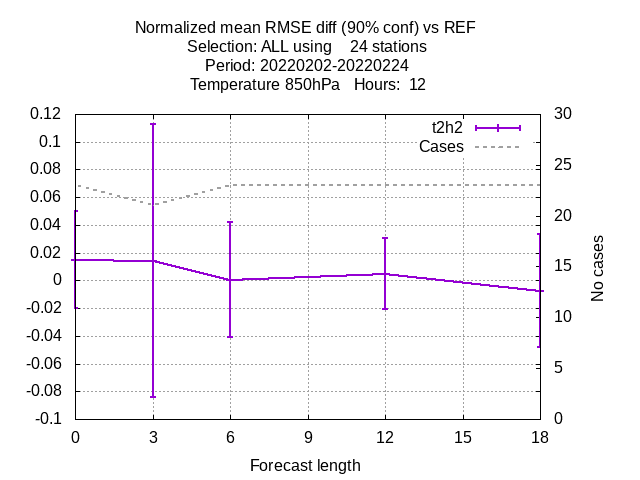 Normalized mean RMSE diff (90% conf) vs REF
Selection: ALL using    24 stations
Period: 20220202-20220224
Temperature 850hPa   Hours:  12
t2h2
Cases
0.12
0.1
0.08
0.06
0.04
0.02
0
-0.02
-0.04
-0.06
-0.08
-0.1
30
25
20
15
10
5
0
No cases
0 3 6 9 12 15 18
Forecast length